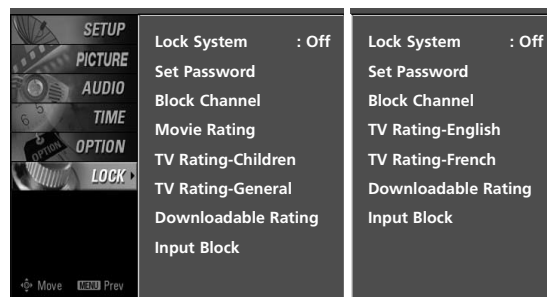 SETUP
PICTURE
AUDIO
TIME
OPTION
LOCK
Move MENU Prev
Lock System : Off
Set Password
Block Channel
Movie Rating
TV Rating-Children
TV Rating-General
Downloadable Rating
Input Block
Lock System : Off
Set Password
Block Channel
TV Rating-English
TV Rating-French
Downloadable Rating
Input Block